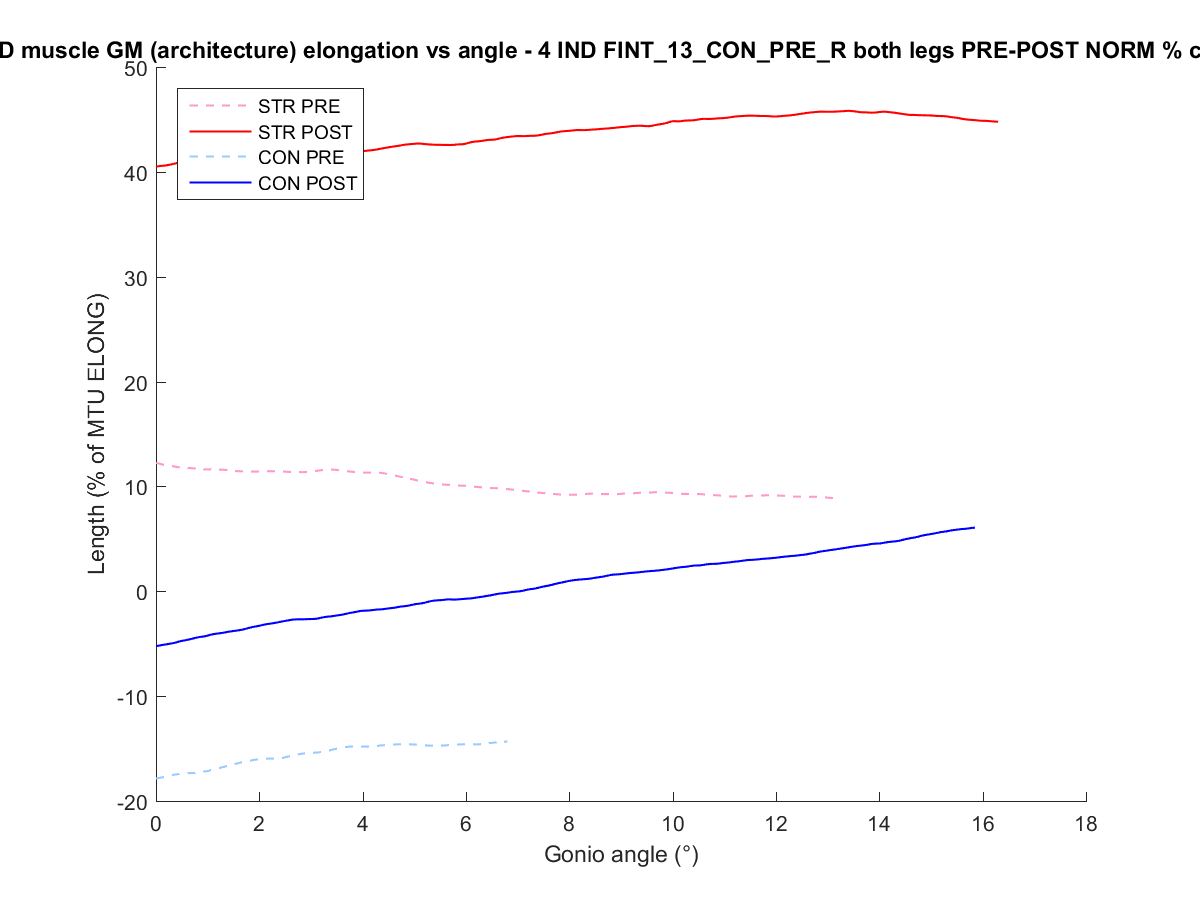 D muscle GM (architecture) elongation vs angle - 4 IND FINT_13_CON_PRE_R both legs PRE-POST NORM % c
50
40
30
20
10
0
-10
-20
Length (% of MTU ELONG)
STR PRE
STR POST
CON PRE
CON POST
0 2 4 6 8 10 12 14 16 18
Gonio angle (°)